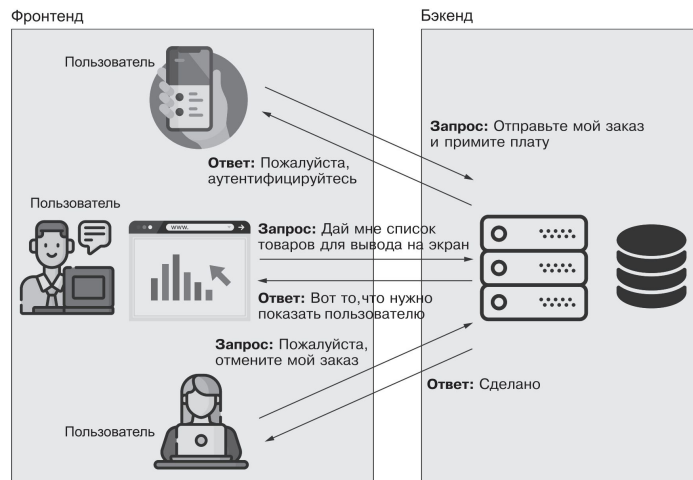 Фронтенд
Бэкенд
Пользователь
Запрос: Отправьте мой заказ
и примите плату
Ответ: Пожалуйста,
аутентифицируйтесь
Пользователь
www.
Запрос: Дай мне список
товаров для вывода на экран
Ответ: Вот то,что нужно
показать пользователю
Запрос: Пожалуйста,
отмените мой заказ
Ответ: Сделано
Пользователь